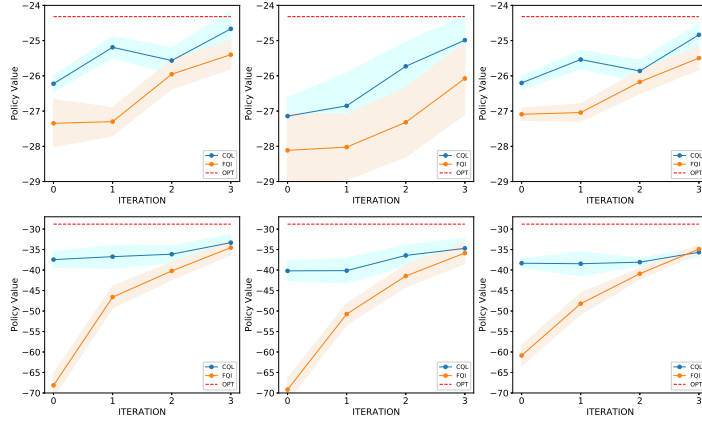 −24
−25
−26
−27
−28
−29
Policy Value
0 1 2 3
ITERATION
CQL
FQI
OPT
−24
−25
−26
−27
−28
−29
Policy Value
0 1 2 3
ITERATION
CQL
FQI
OPT
−24
−25
−26
−27
−28
−29
Policy Value
0 1 2 3
ITERATION
CQL
FQI
OPT
−30
−35
−40
−45
−50
−55
−60
−65
−70
Policy Value
0 1 2 3
ITERATION
CQL
FQI
OPT
−30
−35
−40
−45
−50
−55
−60
−65
−70
Policy Value
0 1 2 3
ITERATION
CQL
FQI
OPT
−30
−35
−40
−45
−50
−55
−60
−65
−70
Policy Value
0 1 2 3
ITERATION
CQL
FQI
OPT